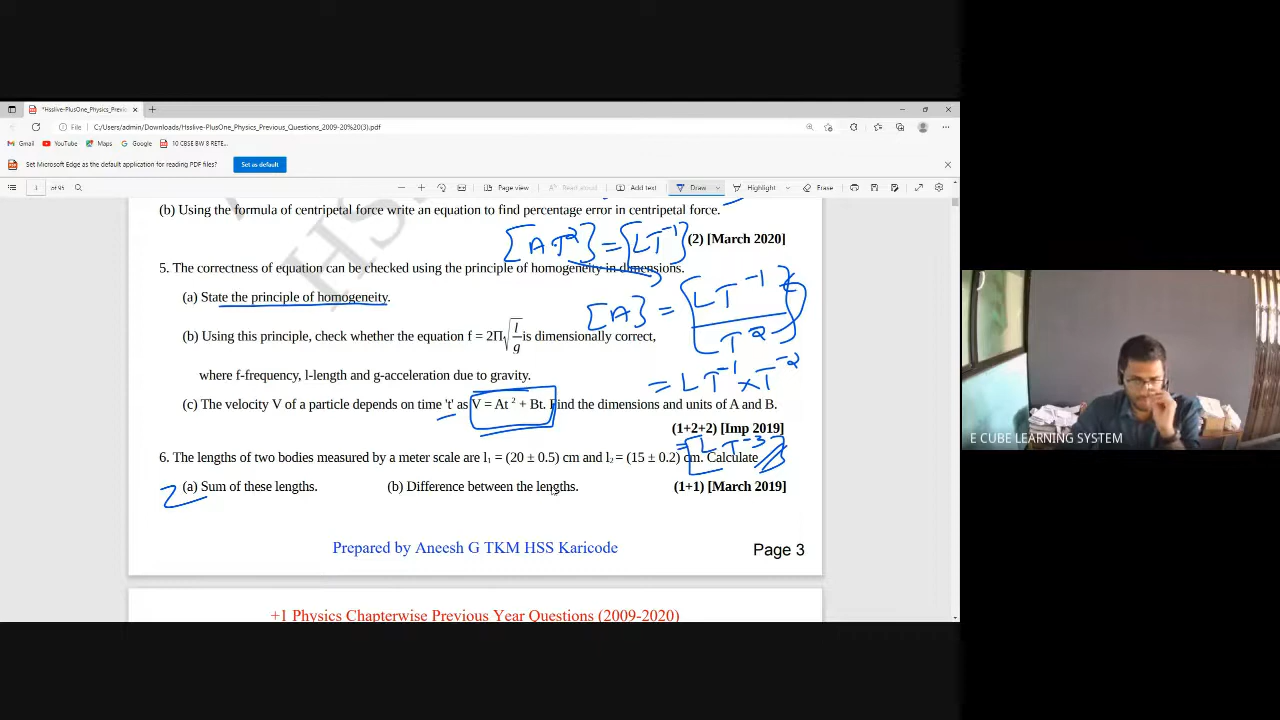 *Hsslive-PlusOne_Physics_Previo
File C:/Users/admin/Downloads/Hsslive-PlusOne_Physics_Previous_Questions_2009-20%20(3).pdf
Gmail YouTube Maps Google 10 CBSE BW 8 RETE...
Set Microsoft Edge as the default application for reading PDF files? Set as default
3 of 95 Page view Read aloud Add text Draw Highlight Erase
(b) Using the formula of centripetal force write an equation to find percentage error in centripetal force.
[AT²] = [LT⁻¹]
(2) [March 2020]
5. The correctness of equation can be checked using the principle of homogeneity in dimensions.
(a) State the principle of homogeneity.
[A] = [LT⁻¹ / T²]
(b) Using this principle, check whether the equation f = 2Π√(l/g) is dimensionally correct,
where f-frequency, l-length and g-acceleration due to gravity.
= LT⁻¹ × T⁻²
(c) The velocity V of a particle depends on time 't' as V = At ² + Bt. Find the dimensions and units of A and B.
(1+2+2) [Imp 2019]
= [LT⁻³]
6. The lengths of two bodies measured by a meter scale are l₁ = (20 ± 0.5) cm and l₂ = (15 ± 0.2) cm. Calculate
(a) Sum of these lengths. (b) Difference between the lengths. (1+1) [March 2019]
Prepared by Aneesh G TKM HSS Karicode
Page 3
+1 Physics Chapterwise Previous Year Questions (2009-2020)
HSS
E CUBE LEARNING SYSTEM